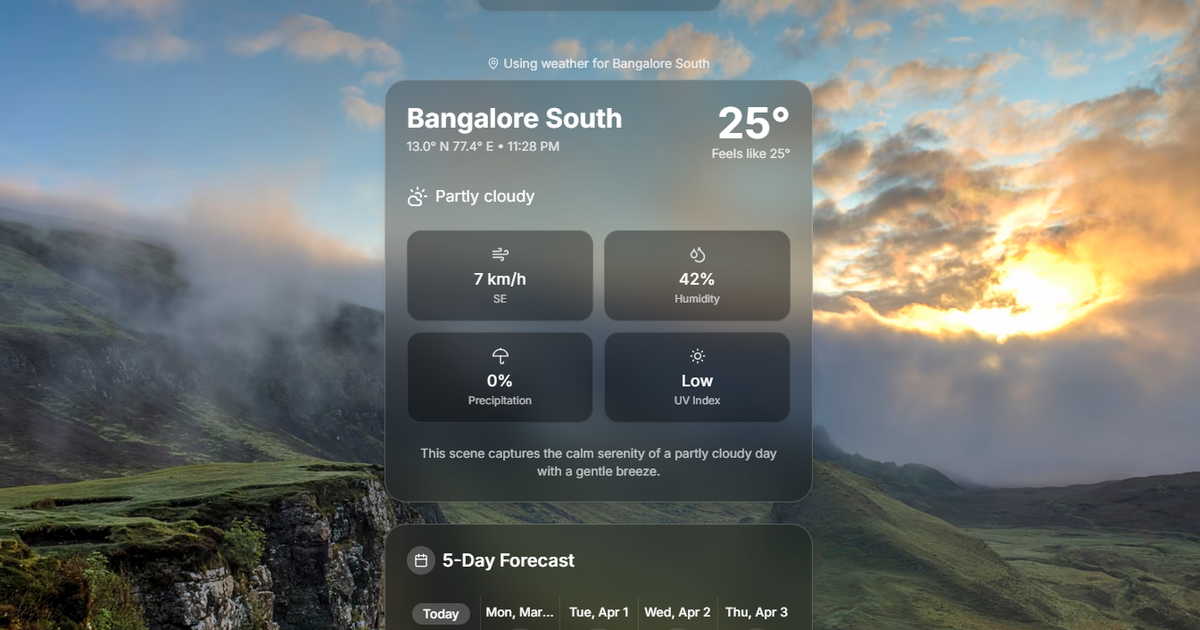 Using weather for Bangalore South
Bangalore South
25°
13.0° N 77.4° E • 11:28 PM
Feels like 25°
Partly cloudy
7 km/h
SE
42%
Humidity
0%
Precipitation
Low
UV Index
This scene captures the calm serenity of a partly cloudy day
with a gentle breeze.
5-Day Forecast
Today
Mon, Mar...
Tue, Apr 1
Wed, Apr 2
Thu, Apr 3